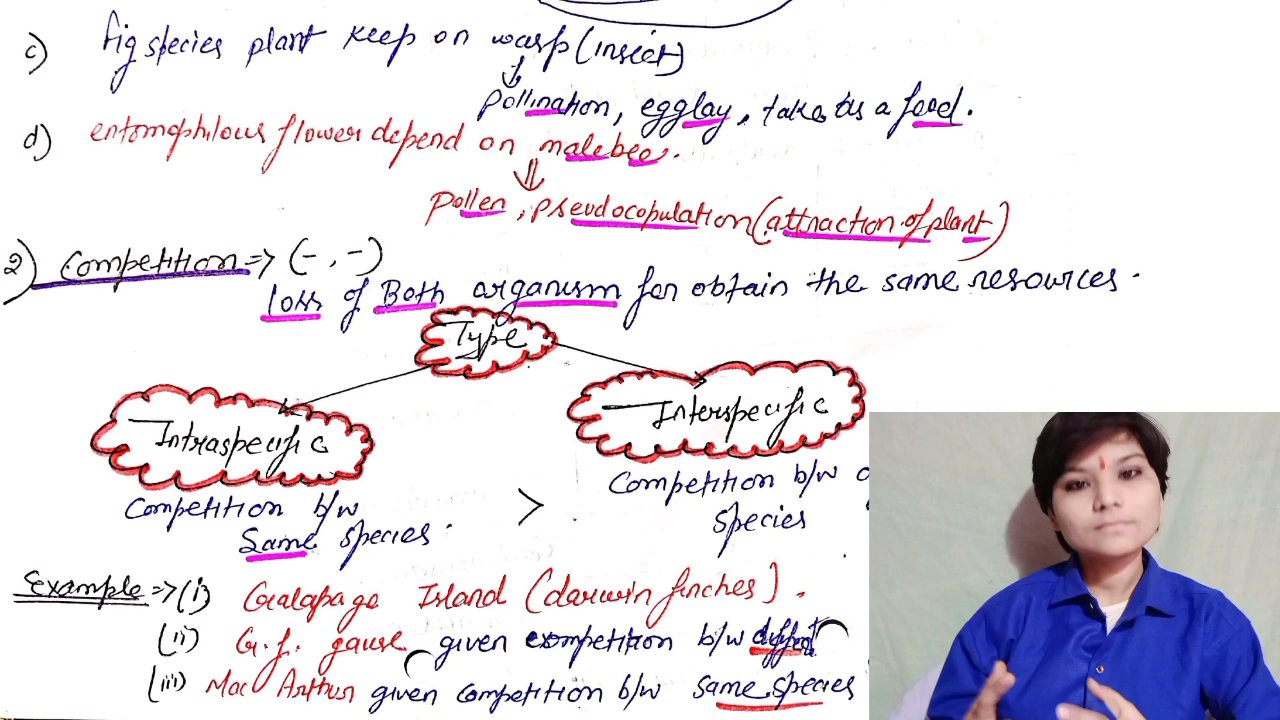 c) fig species plant keep on wasp (insect)
pollination, egglay, take as a food.
d) entomophilous flower depend on malebee.
pollen, pseudocopulation (attraction of plant)
2) Competition => (-, -)
loss of Both organism for obtain the same resources.
Type
Intraspecific
Interspecific
Competition b/w
Same species.
>
Competition b/w
species
Example => (i) Galapago Island (darwin finches).
(ii) G.f. gause given competition b/w
(iii) Mac Arthur given competition b/w same species